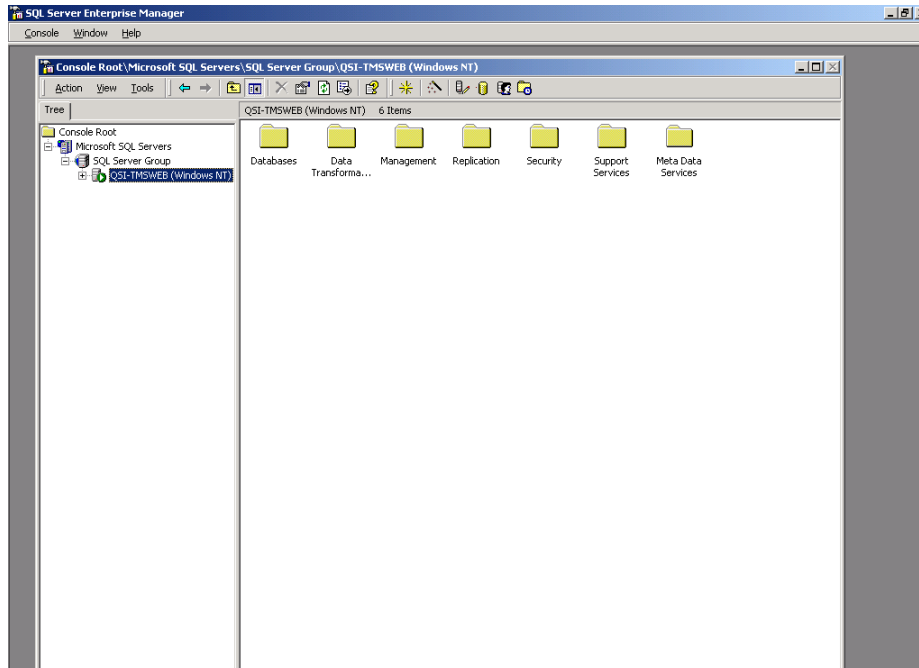 SQL Server Enterprise Manager
Console Window Help
Console Root\Microsoft SQL Servers\SQL Server Group\QSI-TMSWEB (Windows NT)
Action View Tools
Tree
QSI-TMSWEB (Windows NT) 6 Items
Console Root
Microsoft SQL Servers
SQL Server Group
QSI-TMSWEB (Windows NT)
Databases
Data
Transforma...
Management
Replication
Security
Support
Services
Meta Data
Services